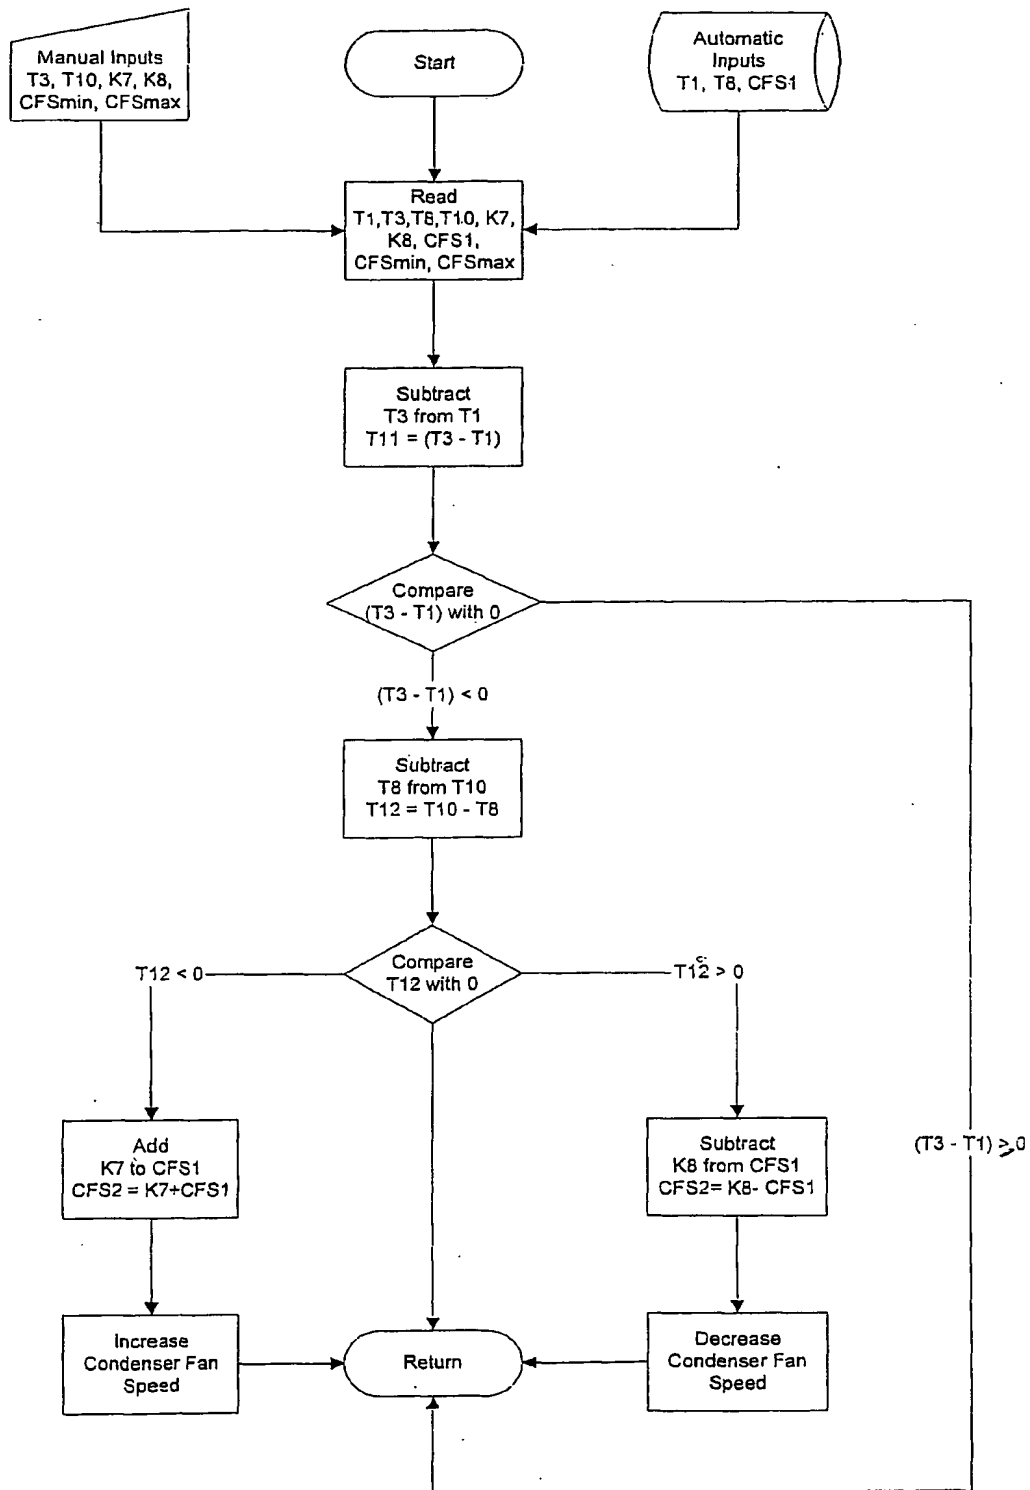 Manual Inputs
T3, T10, K7, K8,
CFSmin, CFSmax
Start
Automatic
Inputs
T1, T8, CFS1
Read
T1,T3,T8,T10, K7,
K8, CFS1,
CFSmin, CFSmax
Subtract
T3 from T1
T11 = (T3 - T1)
Compare
(T3 - T1) with 0
(T3 - T1) < 0
Subtract
T8 from T10
T12 = T10 - T8
T12 < 0
Compare
T12 with 0
T12 > 0
Add
K7 to CFS1
CFS2 = K7+CFS1
Subtract
K8 from CFS1
CFS2= K8- CFS1
(T3 - T1) ≥ 0
Increase
Condenser Fan
Speed
Return
Decrease
Condenser Fan
Speed